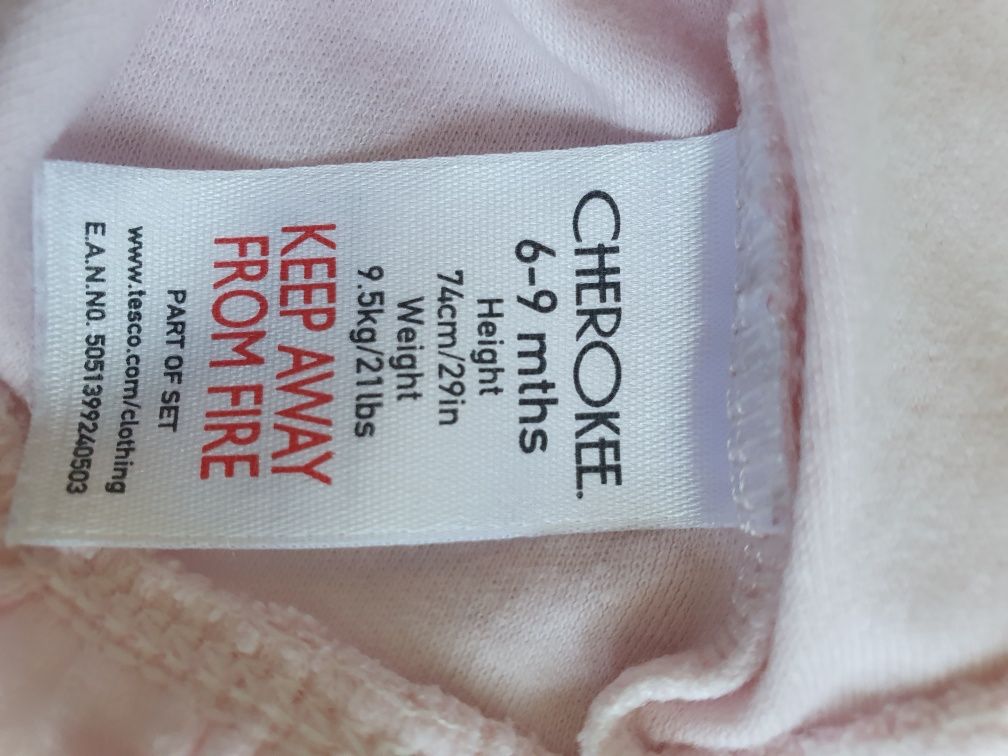 CHEROKEE.
6-9 mths
Height
74cm/29in
Weight
9.5kg/21lbs
KEEP AWAY
FROM FIRE
PART OF SET
www.tesco.com/clothing
E.A.N.NO. 5051399240503